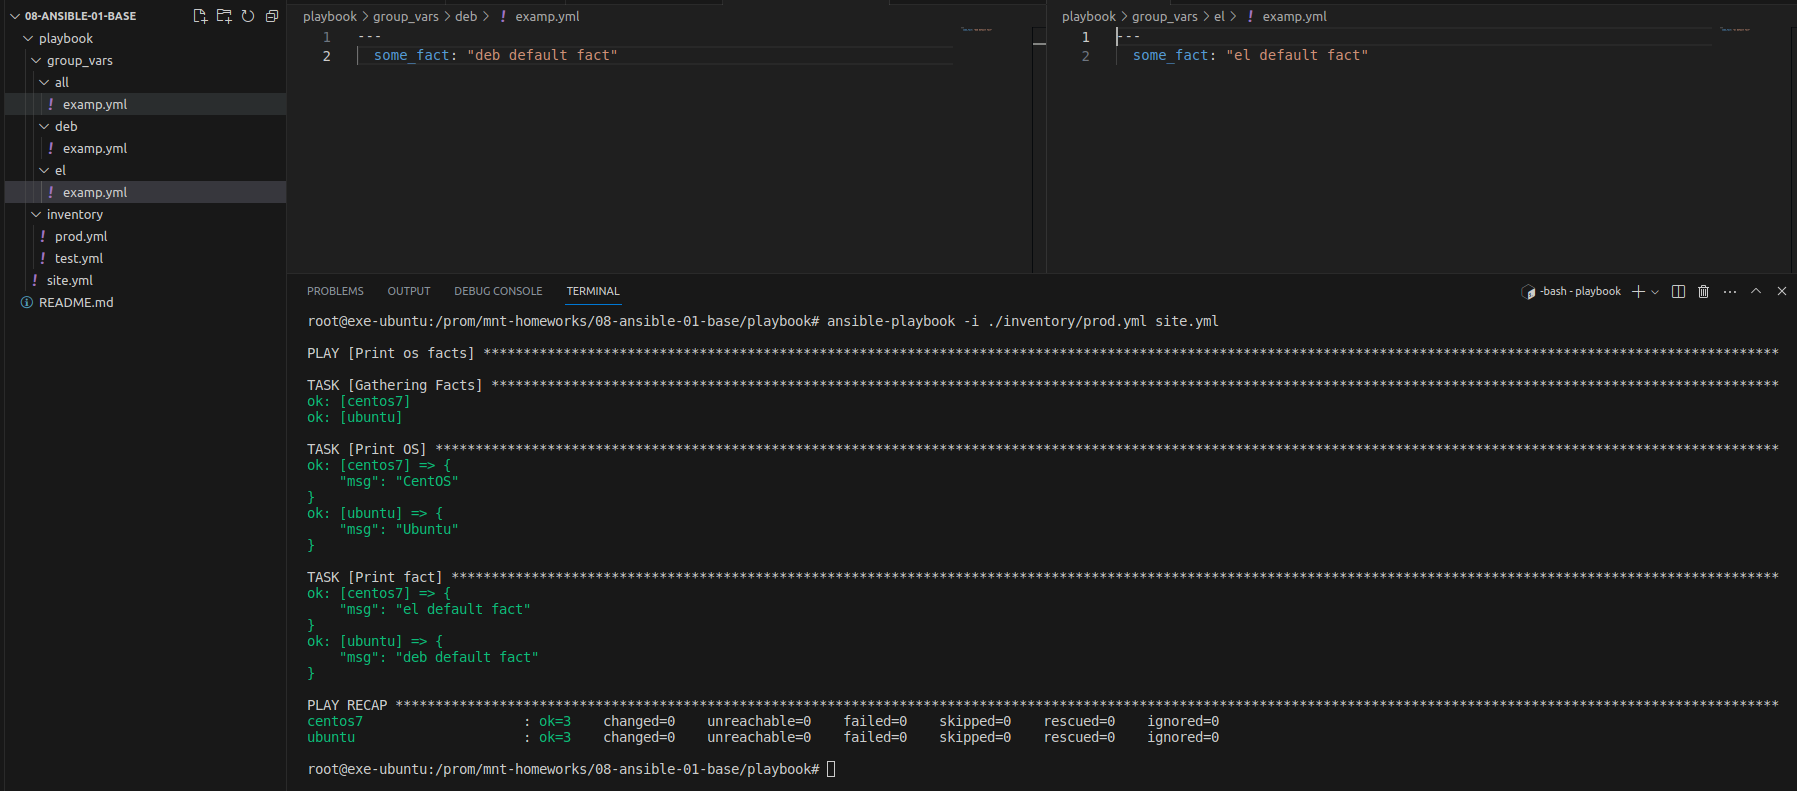 08-ANSIBLE-01-BASE
playbook
group_vars
all
! examp.yml
deb
! examp.yml
el
! examp.yml
inventory
! prod.yml
! test.yml
! site.yml
README.md
playbook > group_vars > deb > ! examp.yml
1 ---
2 some_fact: "deb default fact"
playbook > group_vars > el > ! examp.yml
1 ---
2 some_fact: "el default fact"
PROBLEMS OUTPUT DEBUG CONSOLE TERMINAL
-bash - playbook
root@exe-ubuntu:/prom/mnt-homeworks/08-ansible-01-base/playbook# ansible-playbook -i ./inventory/prod.yml site.yml
PLAY [Print os facts] ******************************************************************************************************************************************************************
TASK [Gathering Facts] *****************************************************************************************************************************************************************
ok: [centos7]
ok: [ubuntu]
TASK [Print OS] ************************************************************************************************************************************************************************
ok: [centos7] => {
"msg": "CentOS"
}
ok: [ubuntu] => {
"msg": "Ubuntu"
}
TASK [Print fact] **********************************************************************************************************************************************************************
ok: [centos7] => {
"msg": "el default fact"
}
ok: [ubuntu] => {
"msg": "deb default fact"
}
PLAY RECAP *****************************************************************************************************************************************************************************
centos7 : ok=3 changed=0 unreachable=0 failed=0 skipped=0 rescued=0 ignored=0
ubuntu : ok=3 changed=0 unreachable=0 failed=0 skipped=0 rescued=0 ignored=0
root@exe-ubuntu:/prom/mnt-homeworks/08-ansible-01-base/playbook#